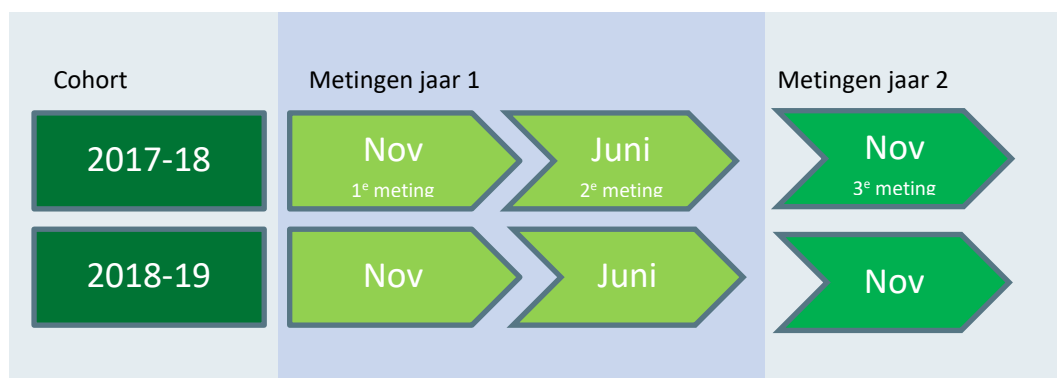 Cohort
Metingen jaar 1
Metingen jaar 2
2017-18
Nov
1e meting
Juni
2e meting
Nov
3e meting
2018-19
Nov
Juni
Nov